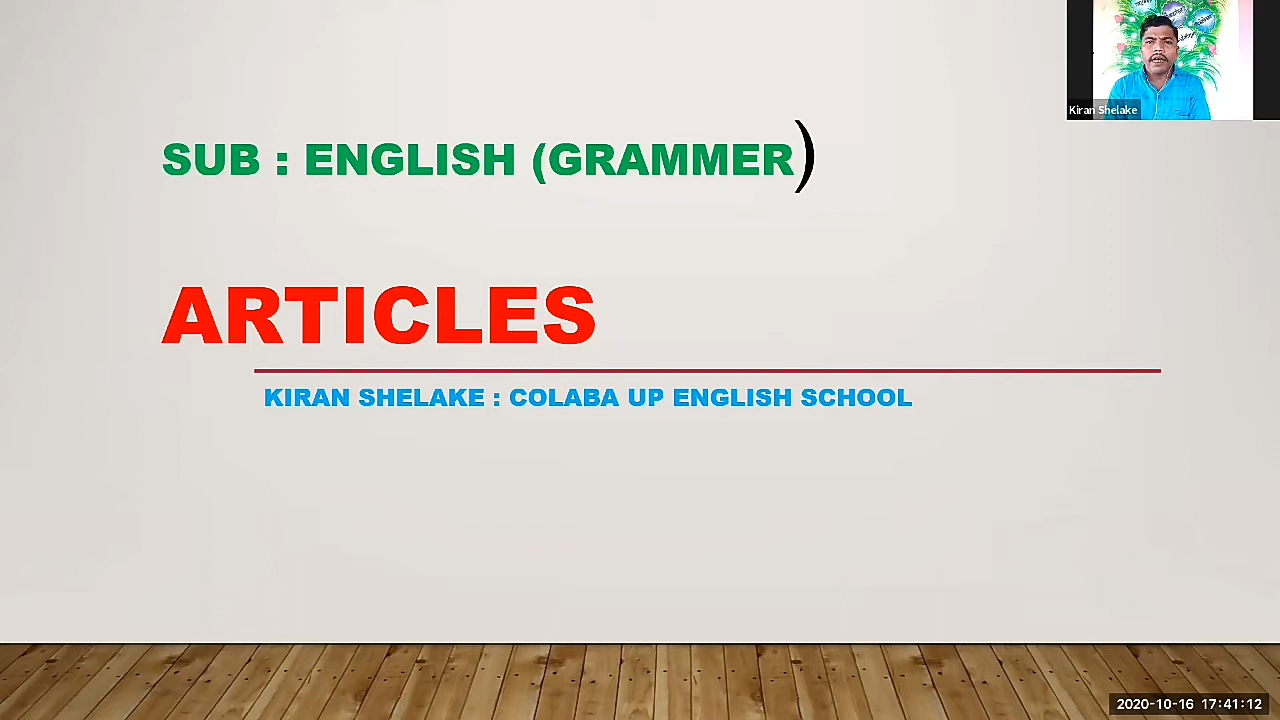 Kiran Shelake
SUB : ENGLISH (GRAMMER)
ARTICLES
KIRAN SHELAKE : COLABA UP ENGLISH SCHOOL
2020-10-16 17:41:12